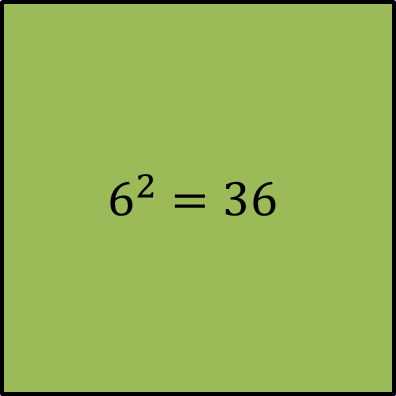 6² = 36